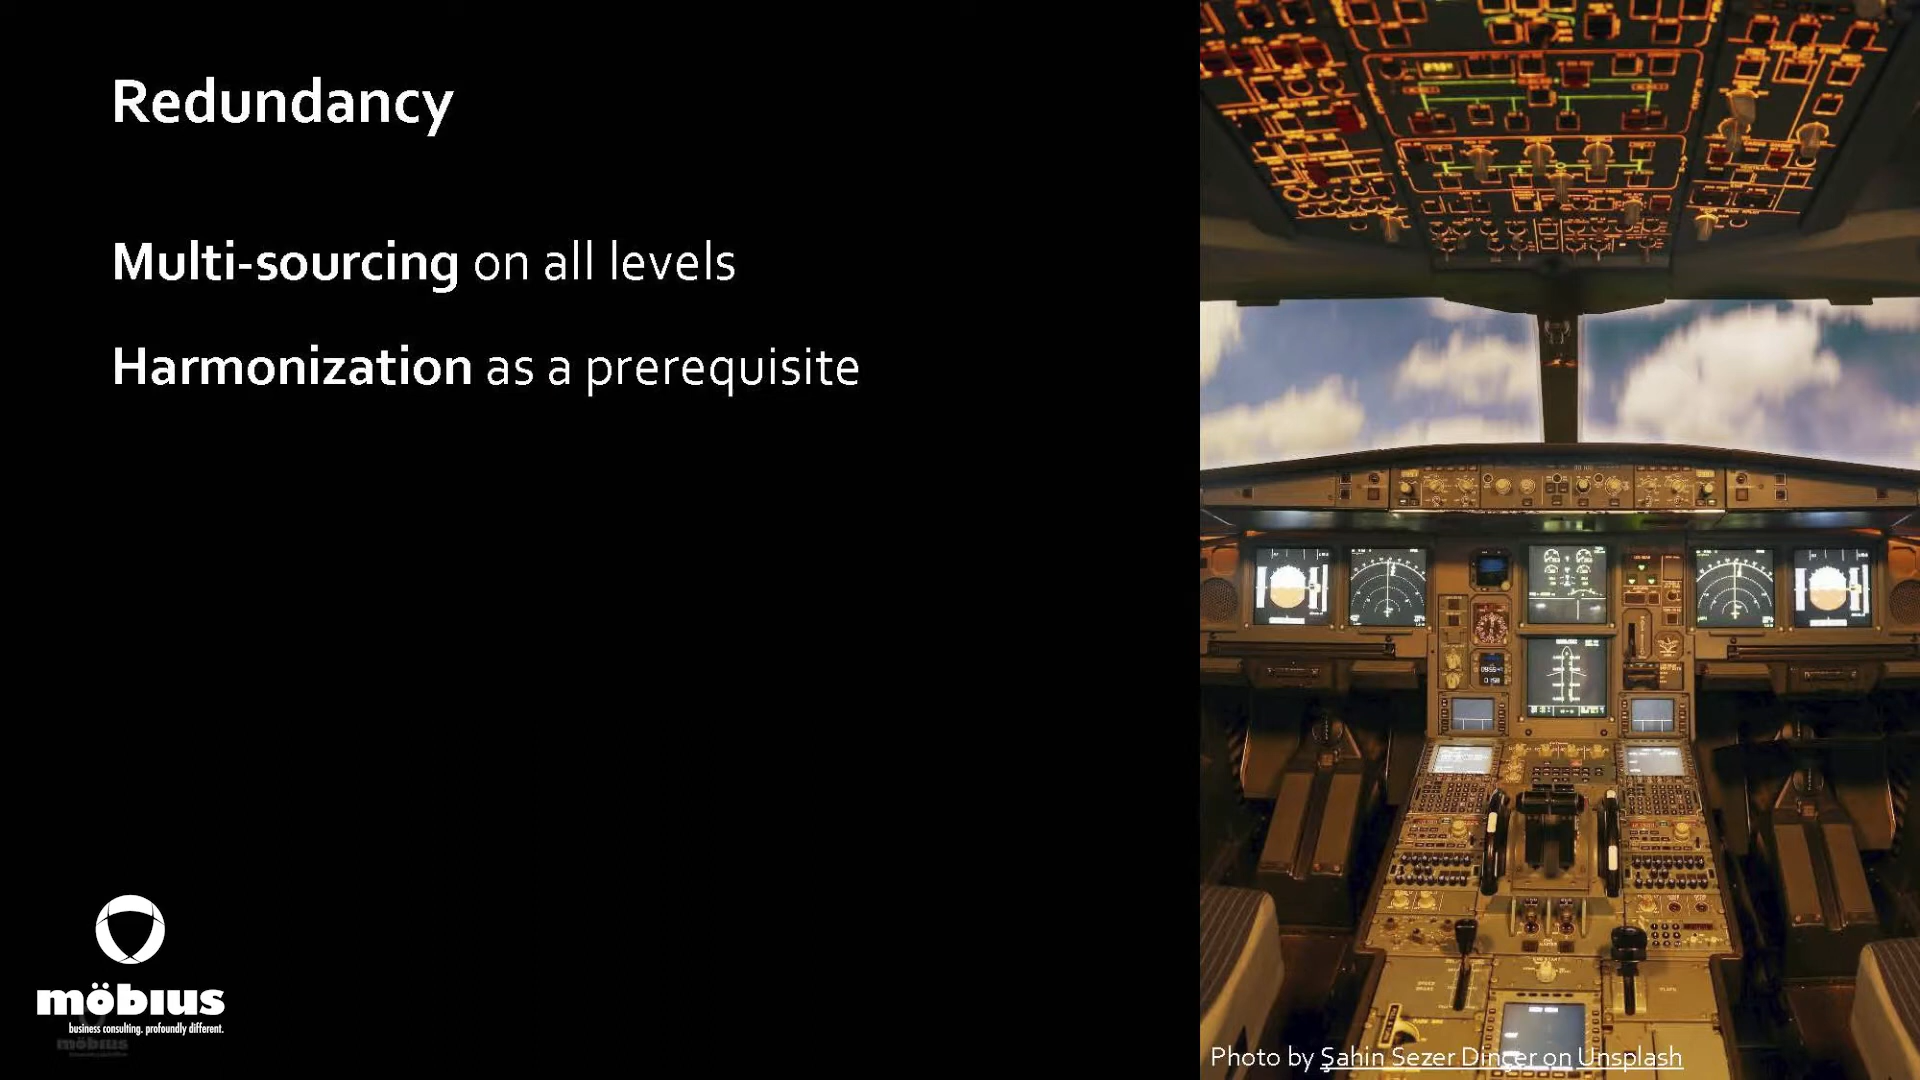 Redundancy
Multi-sourcing on all levels
Harmonization as a prerequisite
möbius
business consulting. profoundly different.
möbius
Photo by Şahin Sezer Dinçer on Unsplash